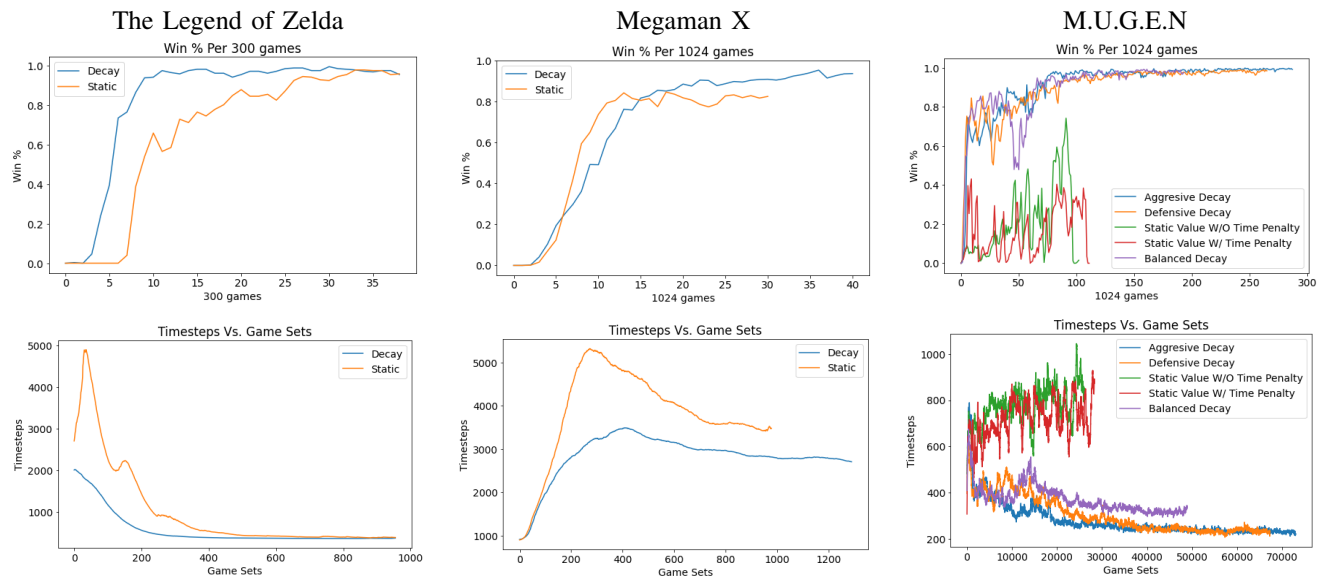 The Legend of Zelda
Megaman X
M.U.G.E.N
Win % Per 300 games
Win %
1.0
0.8
0.6
0.4
0.2
0.0
Decay
Static
0
5
10
15
20
25
30
35
300 games
Win % Per 1024 games
Win %
1.0
0.8
0.6
0.4
0.2
0.0
Decay
Static
0
5
10
15
20
25
30
35
40
1024 games
Win % Per 1024 games
Win %
1.0
0.8
0.6
0.4
0.2
0.0
Aggresive Decay
Defensive Decay
Static Value W/O Time Penalty
Static Value W/ Time Penalty
Balanced Decay
0
50
100
150
200
250
300
1024 games
Timesteps Vs. Game Sets
Timesteps
5000
4000
3000
2000
1000
Decay
Static
0
200
400
600
800
Game Sets
Timesteps Vs. Game Sets
Timesteps
5000
4000
3000
2000
1000
Decay
Static
0
200
400
600
800
1000
1200
Game Sets
Timesteps Vs. Game Sets
Timesteps
1000
800
600
400
200
Aggresive Decay
Defensive Decay
Static Value W/O Time Penalty
Static Value W/ Time Penalty
Balanced Decay
0
10000
20000
30000
40000
50000
60000
70000
Game Sets